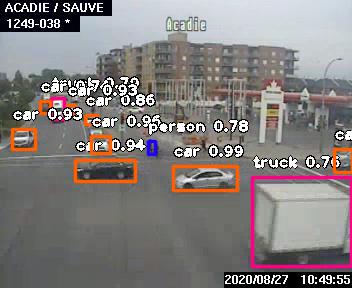 ACADIE / SAUVE
1249-038 *
Acadie
car 0.93
car 0.86
car 0.93
car 0.95
person 0.78
car 0.94
car 0.99
truck 0.76
car
2020/08/27 10:49:55